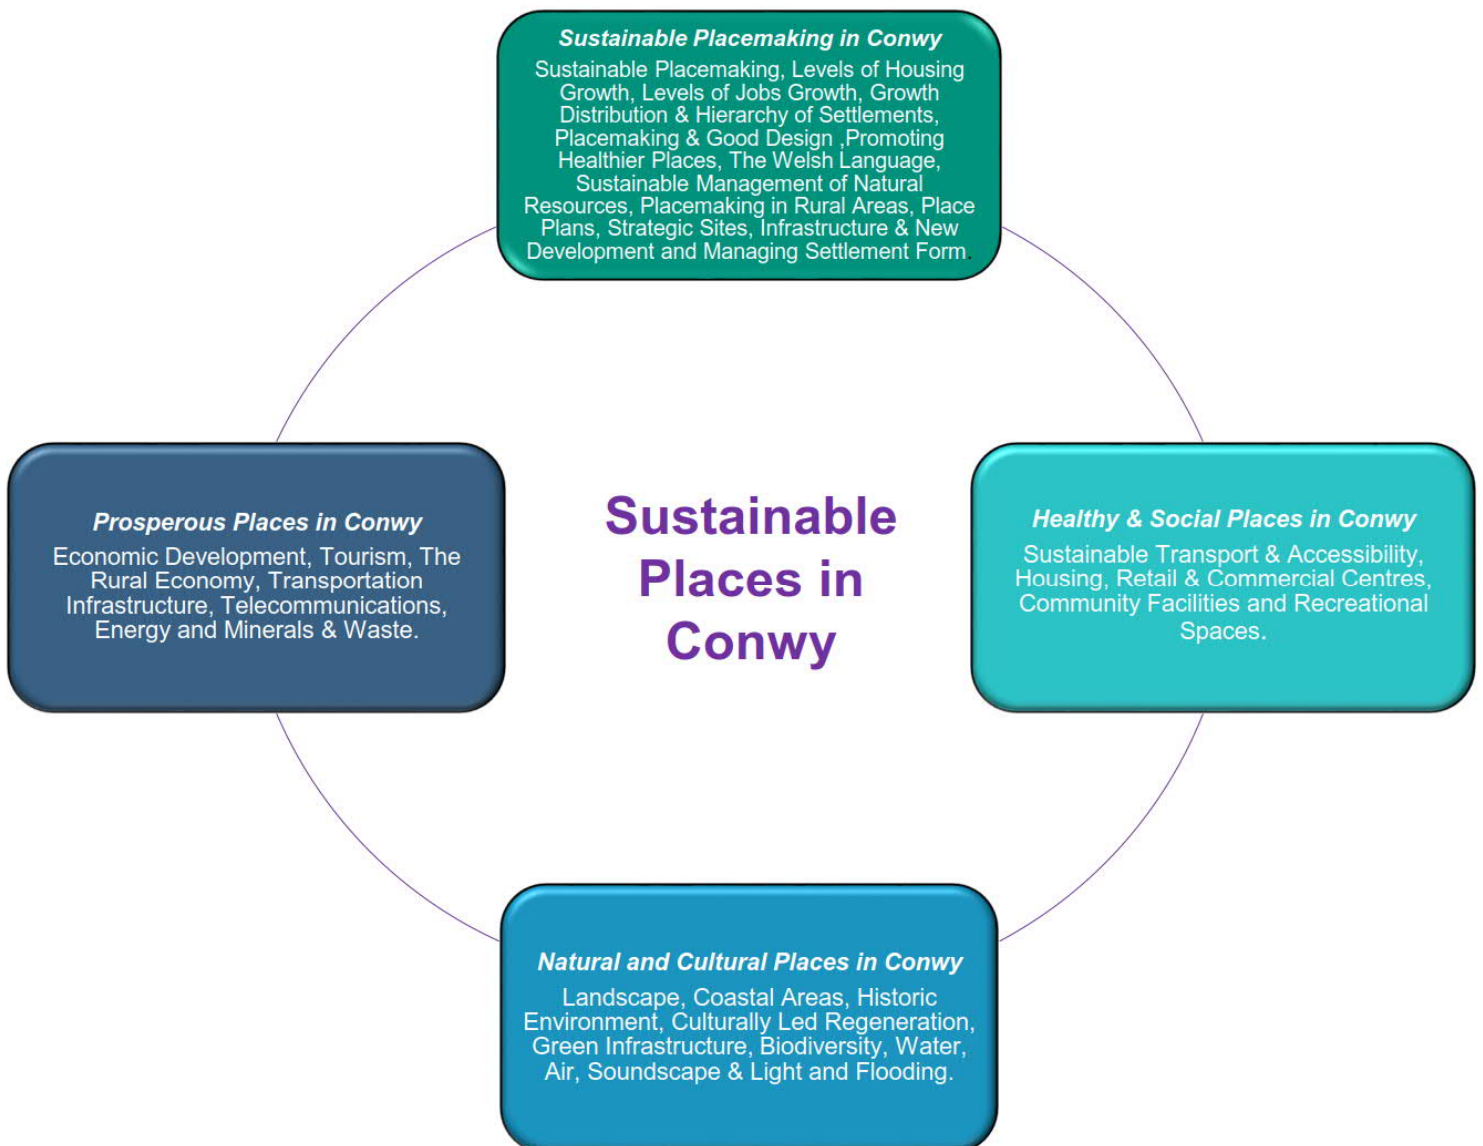 Sustainable Placemaking in Conwy
Sustainable Placemaking, Levels of Housing
Growth, Levels of Jobs Growth, Growth
Distribution & Hierarchy of Settlements,
Placemaking & Good Design ,Promoting
Healthier Places, The Welsh Language,
Sustainable Management of Natural
Resources, Placemaking in Rural Areas, Place
Plans, Strategic Sites, Infrastructure & New
Development and Managing Settlement Form.
Prosperous Places in Conwy
Economic Development, Tourism, The
Rural Economy, Transportation
Infrastructure, Telecommunications,
Energy and Minerals & Waste.
Sustainable
Places in
Conwy
Healthy & Social Places in Conwy
Sustainable Transport & Accessibility,
Housing, Retail & Commercial Centres,
Community Facilities and Recreational
Spaces.
Natural and Cultural Places in Conwy
Landscape, Coastal Areas, Historic
Environment, Culturally Led Regeneration,
Green Infrastructure, Biodiversity, Water,
Air, Soundscape & Light and Flooding.